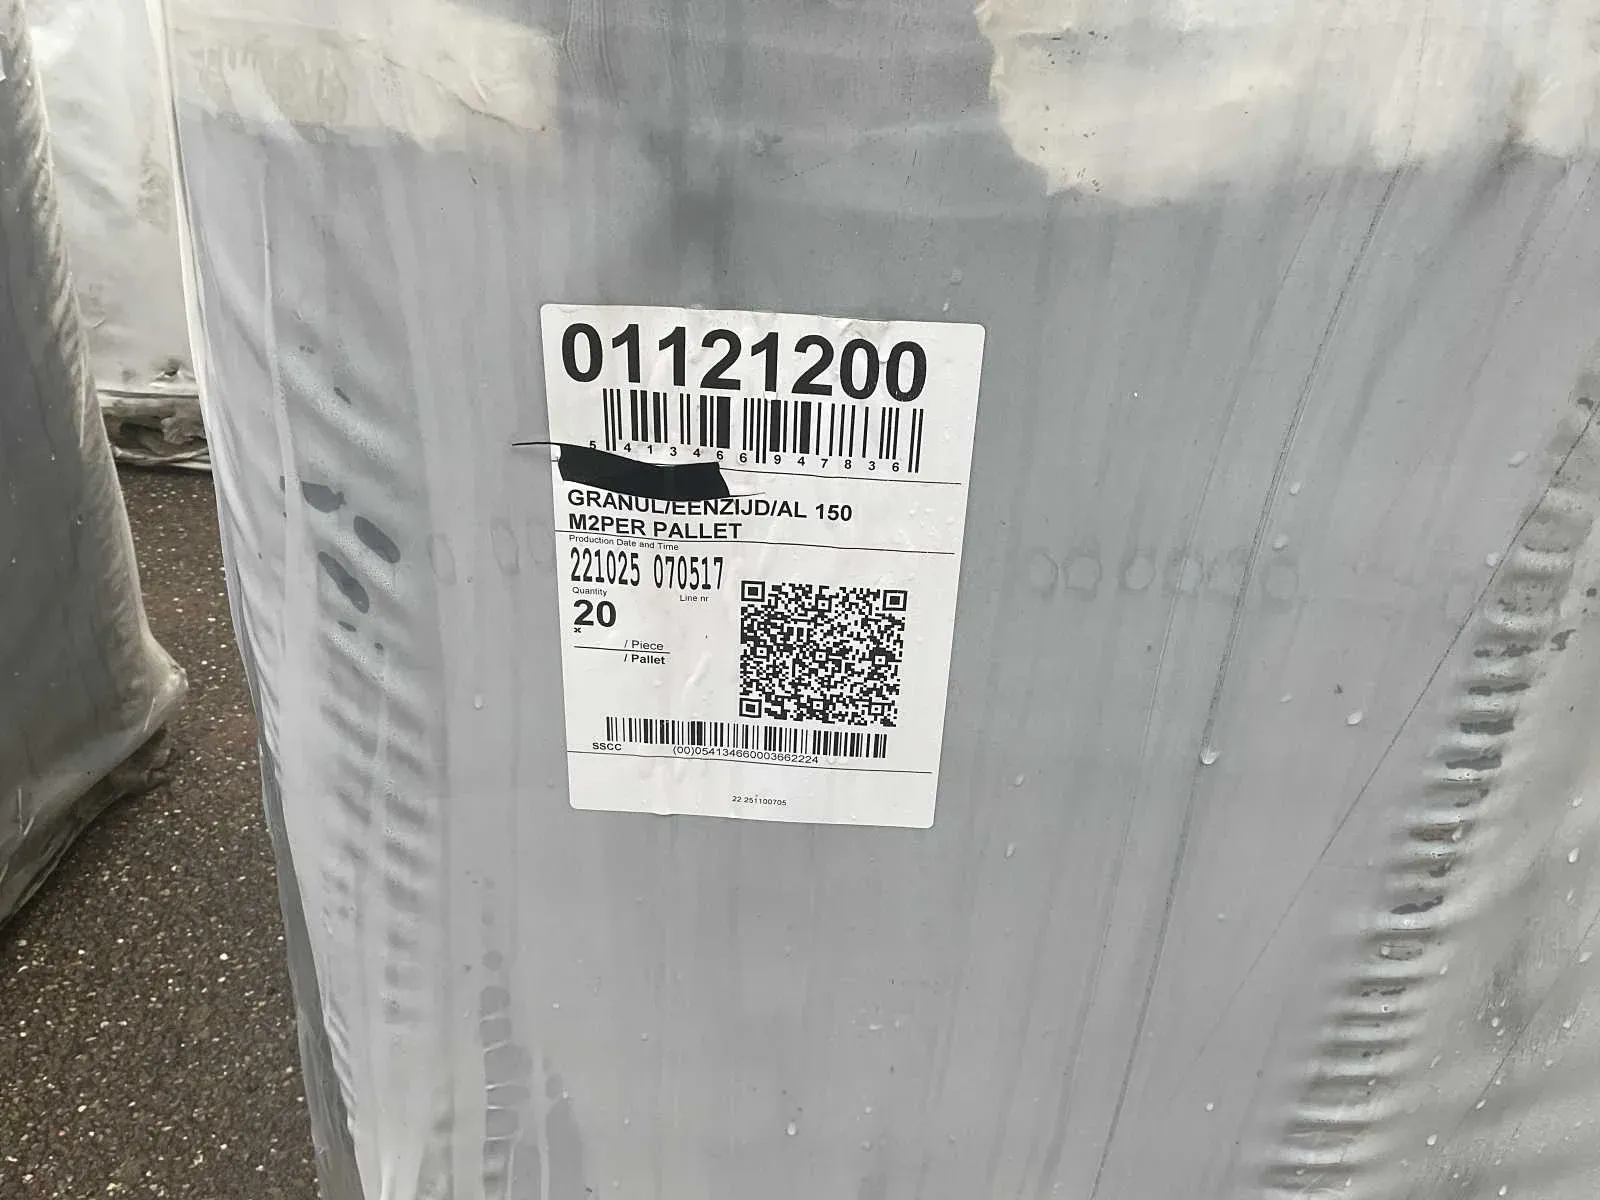 01121200
5 413466 947836
GRANUL/EENZIJD/AL 150
M2PER PALLET
Production Date and Time
221025 070517
Quantity
Line nr
20
x
/ Piece
/ Pallet
SSCC
(00)054134660003662224
22 251100705